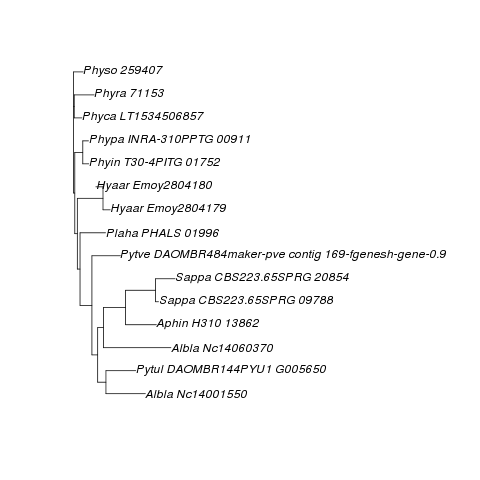 Physo 259407
Phyra 71153
Phyca LT1534506857
Phypa INRA-310PPTG 00911
Phyin T30-4PITG 01752
Hyaar Emoy2804180
Hyaar Emoy2804179
Plaha PHALS 01996
Pytve DAOMBR484maker-pve contig 169-fgenesh-gene-0.9
Sappa CBS223.65SPRG 20854
Sappa CBS223.65SPRG 09788
Aphin H310 13862
Albla Nc14060370
Pytul DAOMBR144PYU1 G005650
Albla Nc14001550